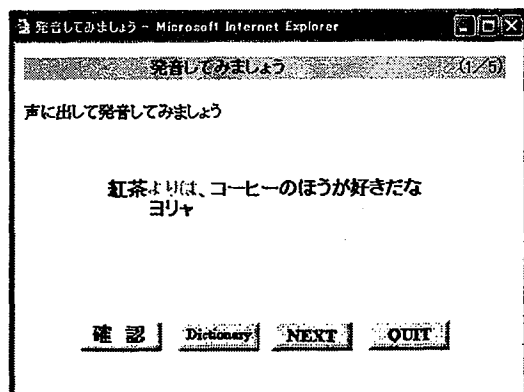 発音してみましょう - Microsoft Internet Explorer
発音してみましょう (1/5)
声に出して発音してみましょう
紅茶よりは、コーヒーのほうが好きだな
ヨリャ
確 認 Dictionary NEXT QUIT